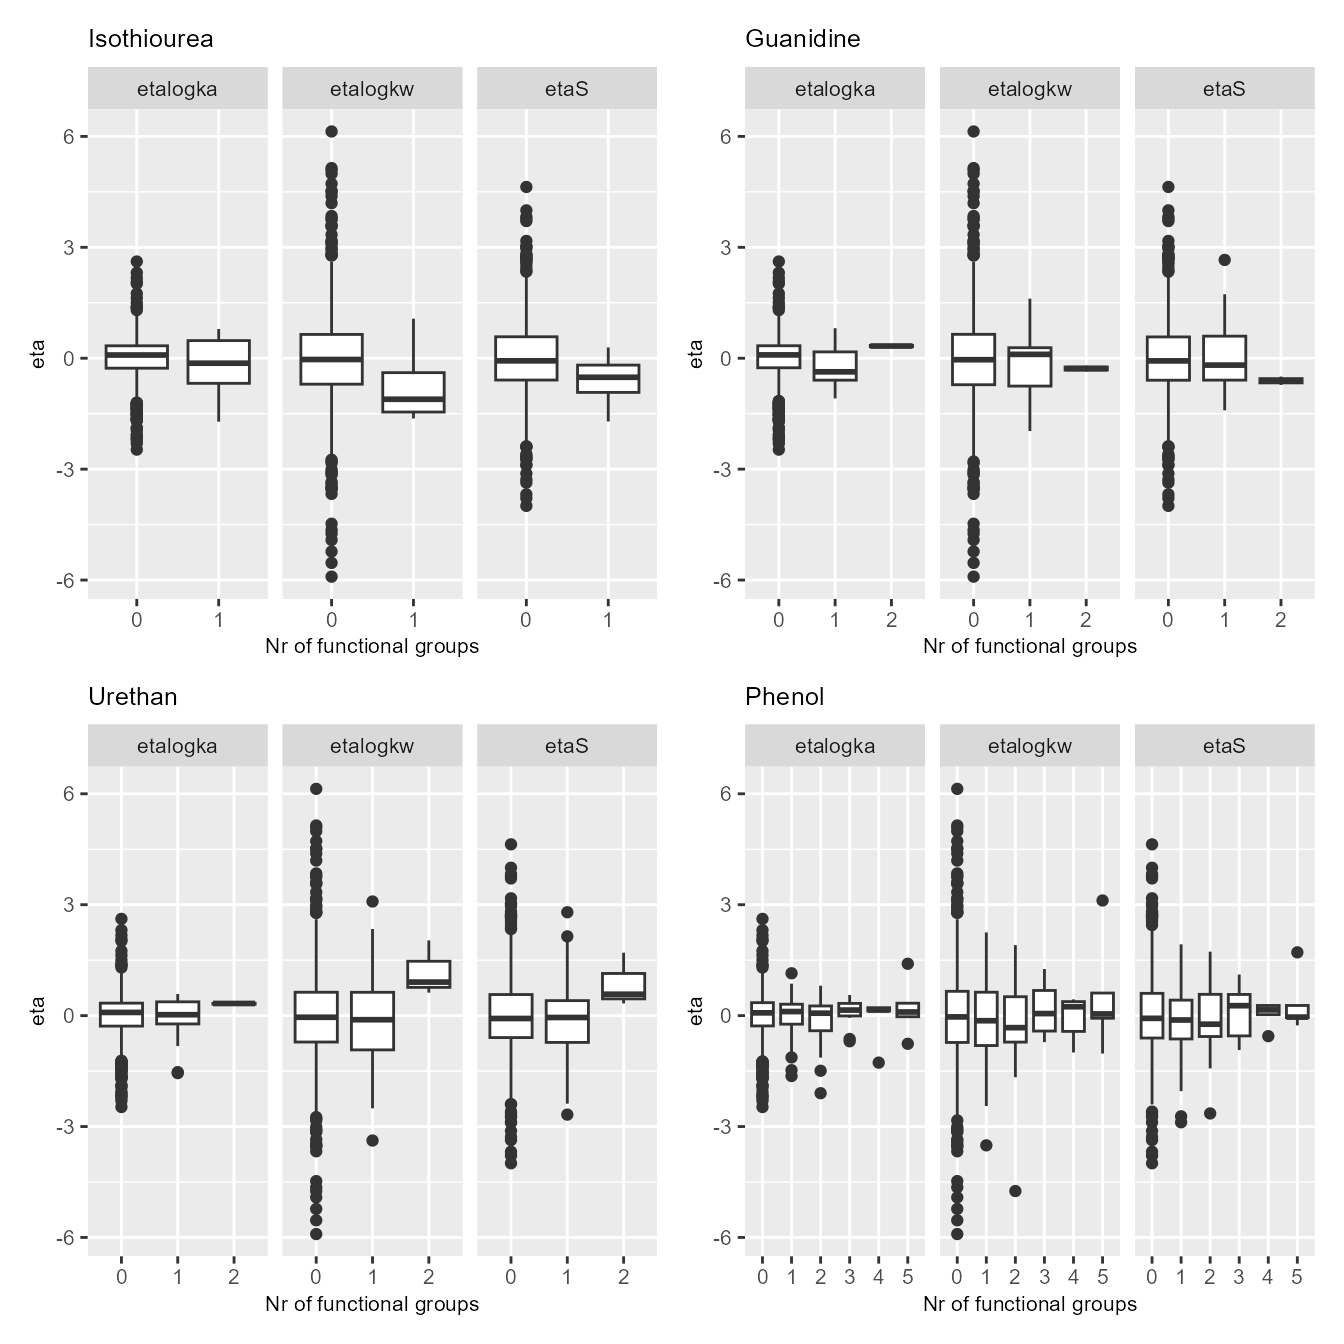 Isothiourea
etalogka etalogkw etaS
6
3
0
-3
-6
eta
0 1 0 1 0 1
Nr of functional groups
Guanidine
etalogka etalogkw etaS
6
3
0
-3
-6
eta
0 1 2 0 1 2 0 1 2
Nr of functional groups
Urethan
etalogka etalogkw etaS
6
3
0
-3
-6
eta
0 1 2 0 1 2 0 1 2
Nr of functional groups
Phenol
etalogka etalogkw etaS
6
3
0
-3
-6
eta
0 1 2 3 4 5 0 1 2 3 4 5 0 1 2 3 4 5
Nr of functional groups